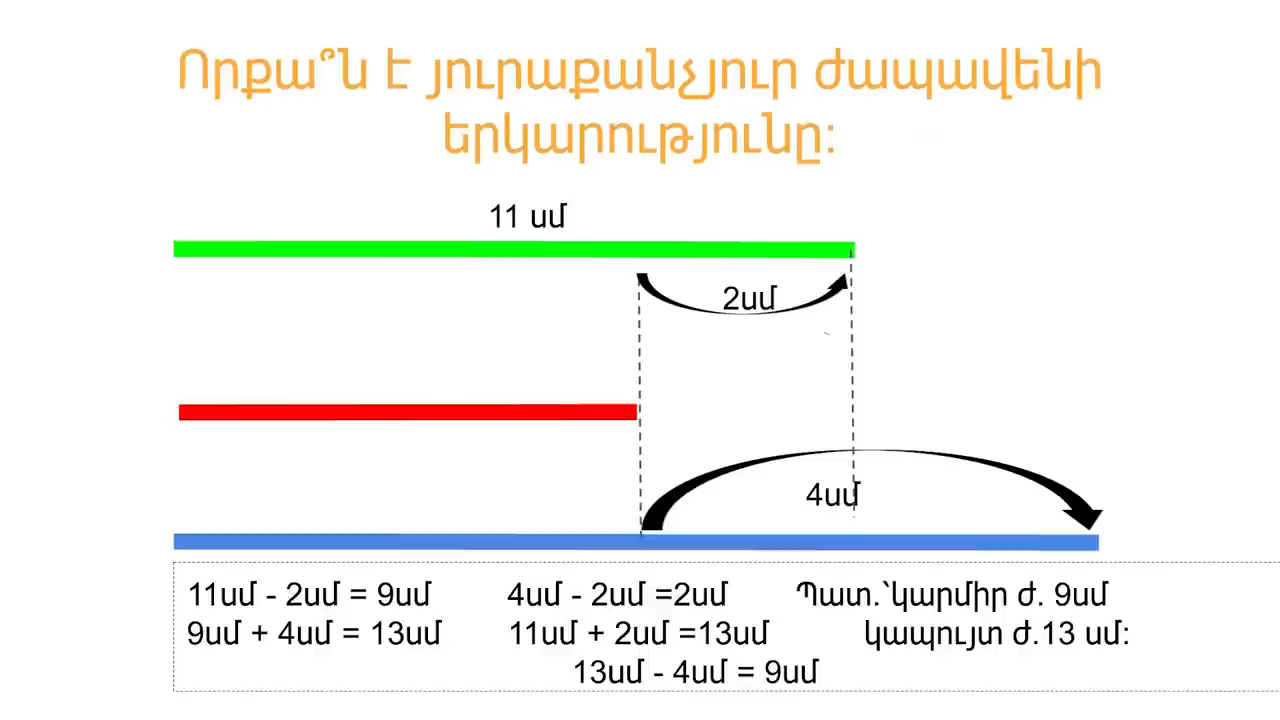 Որքա՞ն է յուրաքանչյուր ժապավենի
երկարությունը:
11 սմ
2սմ
4սմ
11սմ - 2սմ = 9սմ 4սմ - 2սմ =2սմ Պատ.՝կարմիր ժ. 9սմ
9սմ + 4սմ = 13սմ 11սմ + 2սմ =13սմ կապույտ ժ.13 սմ:
13սմ - 4սմ = 9սմ